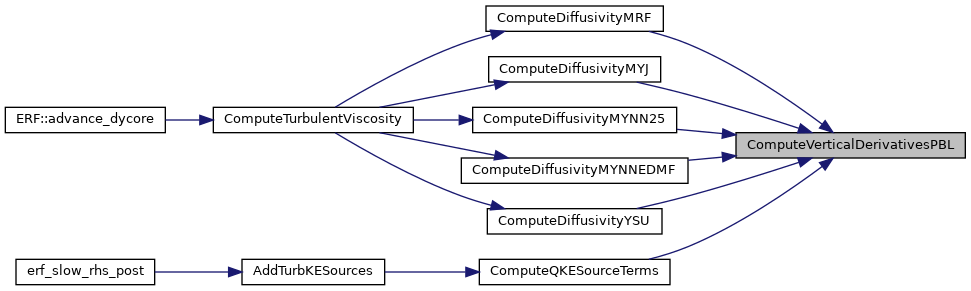 ComputeDiffusivityMRF
ComputeDiffusivityMYJ
ERF::advance_dycore
ComputeTurbulentViscosity
ComputeDiffusivityMYNN25
ComputeVerticalDerivativesPBL
ComputeDiffusivityMYNNEDMF
ComputeDiffusivityYSU
erf_slow_rhs_post
AddTurbKESources
ComputeQKESourceTerms